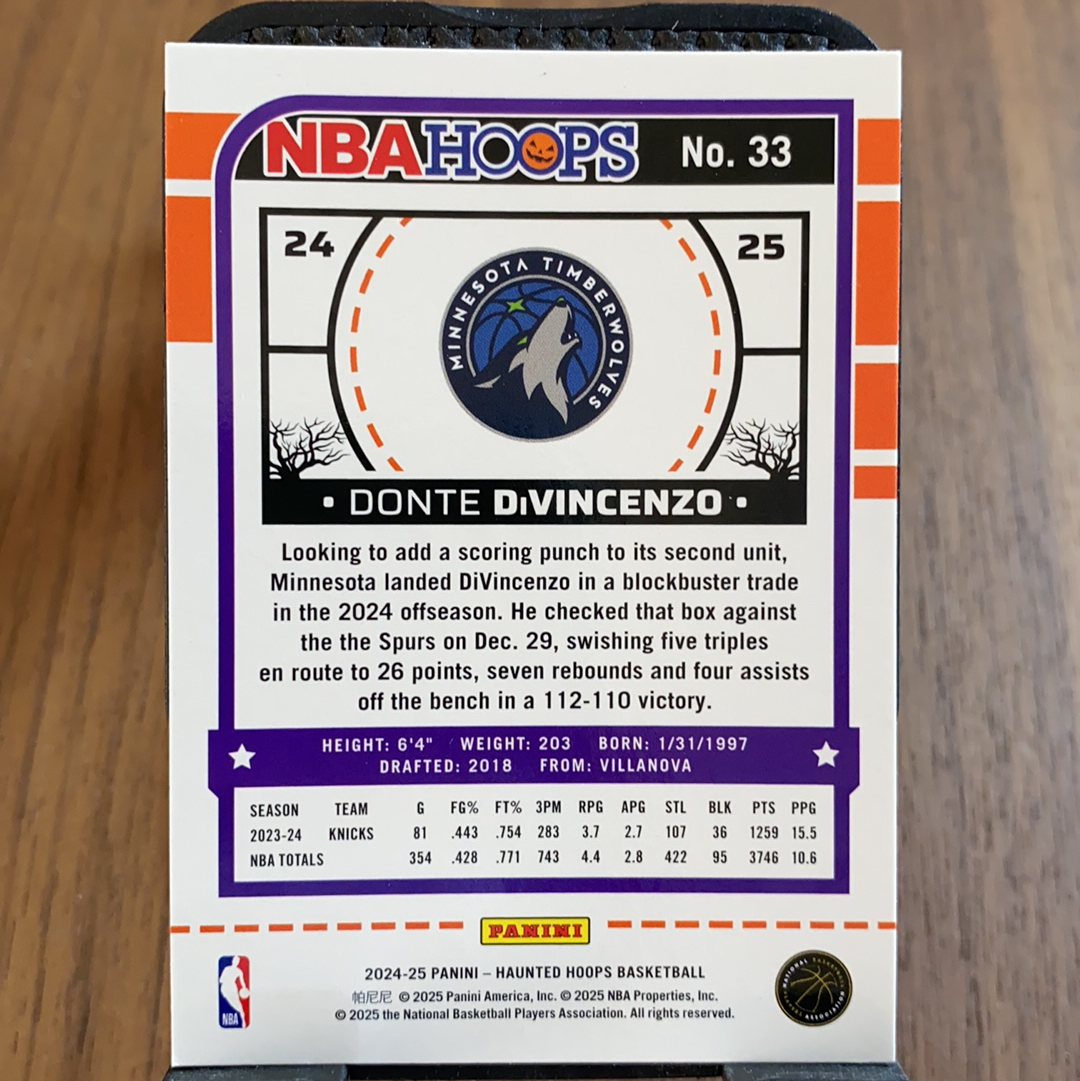 NBA HOOPS No. 33
24 25
MINNESOTA TIMBERWOLVES
• DONTE DiVINCENZO •
Looking to add a scoring punch to its second unit,
Minnesota landed DiVincenzo in a blockbuster trade
in the 2024 offseason. He checked that box against
the the Spurs on Dec. 29, swishing five triples
en route to 26 points, seven rebounds and four assists
off the bench in a 112-110 victory.
HEIGHT: 6'4" WEIGHT: 203 BORN: 1/31/1997
DRAFTED: 2018 FROM: VILLANOVA
SEASON TEAM G FG% FT% 3PM RPG APG STL BLK PTS PPG
2023-24 KNICKS 81 .443 .754 283 3.7 2.7 107 36 1259 15.5
NBA TOTALS 354 .428 .771 743 4.4 2.8 422 95 3746 10.6
PANINI
2024-25 PANINI – HAUNTED HOOPS BASKETBALL
帕尼尼 © 2025 Panini America, Inc. © 2025 NBA Properties, Inc.
© 2025 the National Basketball Players Association. All rights reserved.
NBA
NATIONAL BASKETBALL PLAYERS ASSOCIATION